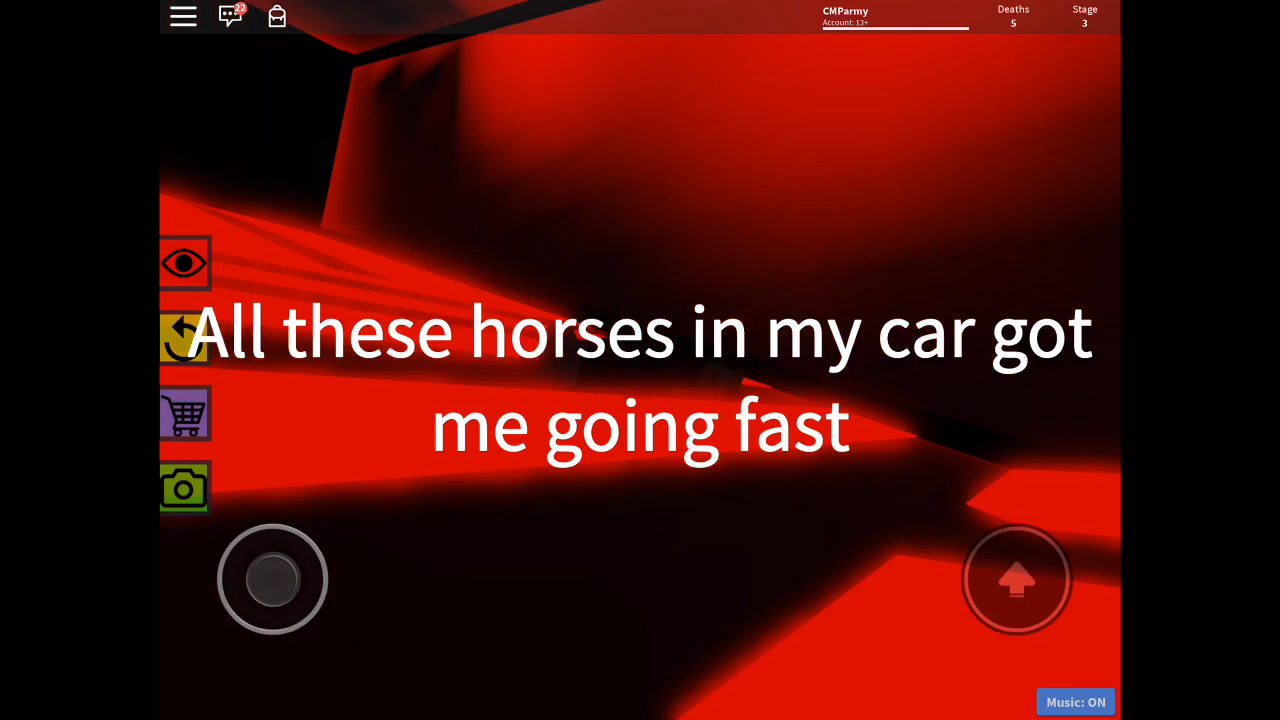 22
CMParmy
Account: 13+
Deaths
5
Stage
3
All these horses in my car got
me going fast
Music: ON